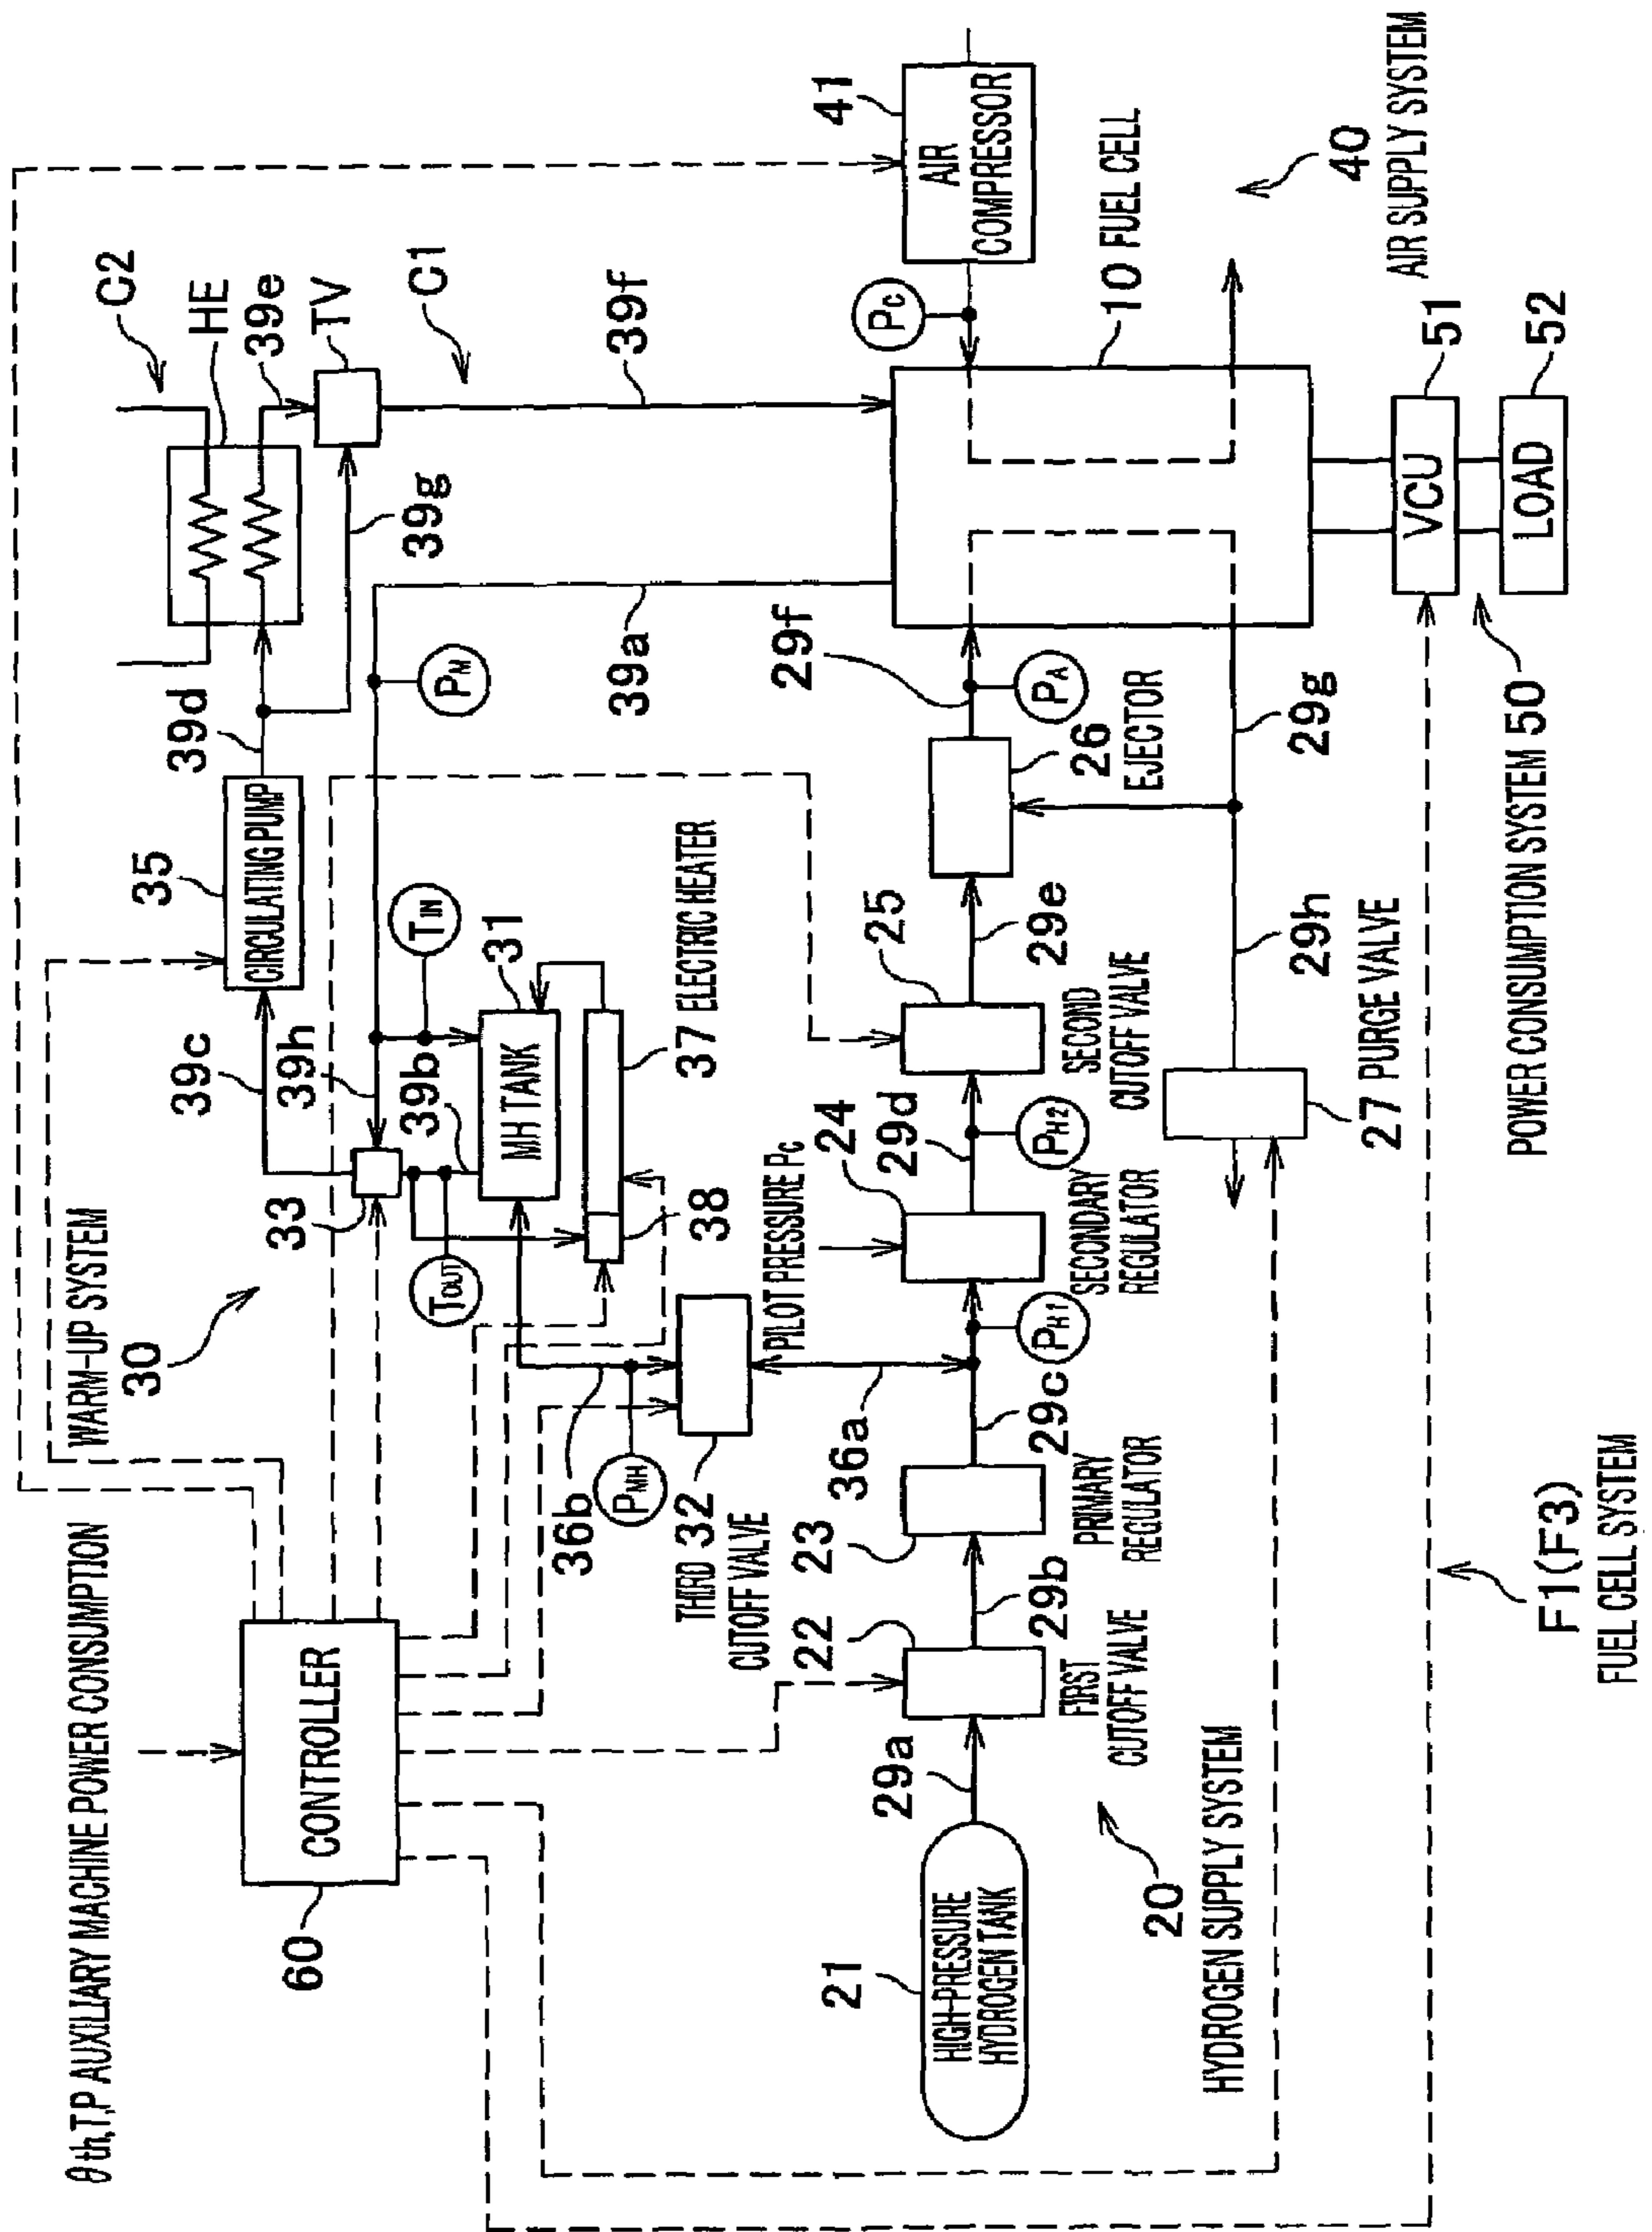 θth,T,P AUXILIARY MACHINE POWER CONSUMPTION
WARM-UP SYSTEM
30
60
CONTROLLER
33
39c
39h
39b
35
CIRCULATING PUMP
39d
C2
HE
39e
TV
C1
39g
39f
39a
PM
TIN
TOUT
31
MH TANK
37 ELECTRIC HEATER
38
36b
PMH
THIRD 32
CUTOFF VALVE
PILOT PRESSURE Pc
36a
21
HIGH-PRESSURE
HYDROGEN TANK
29a
22
FIRST
CUTOFF VALVE
29b
23
PRIMARY
REGULATOR
29c
PH1
24
SECONDARY
REGULATOR
29d
PH2
25
SECOND
CUTOFF VALVE
29e
26
EJECTOR
29f
PA
Pc
41
AIR
COMPRESSOR
10 FUEL CELL
40
AIR SUPPLY SYSTEM
29g
29h
27 PURGE VALVE
20
HYDROGEN SUPPLY SYSTEM
51
VCU
52
LOAD
POWER CONSUMPTION SYSTEM 50
F1(F3)
FUEL CELL SYSTEM